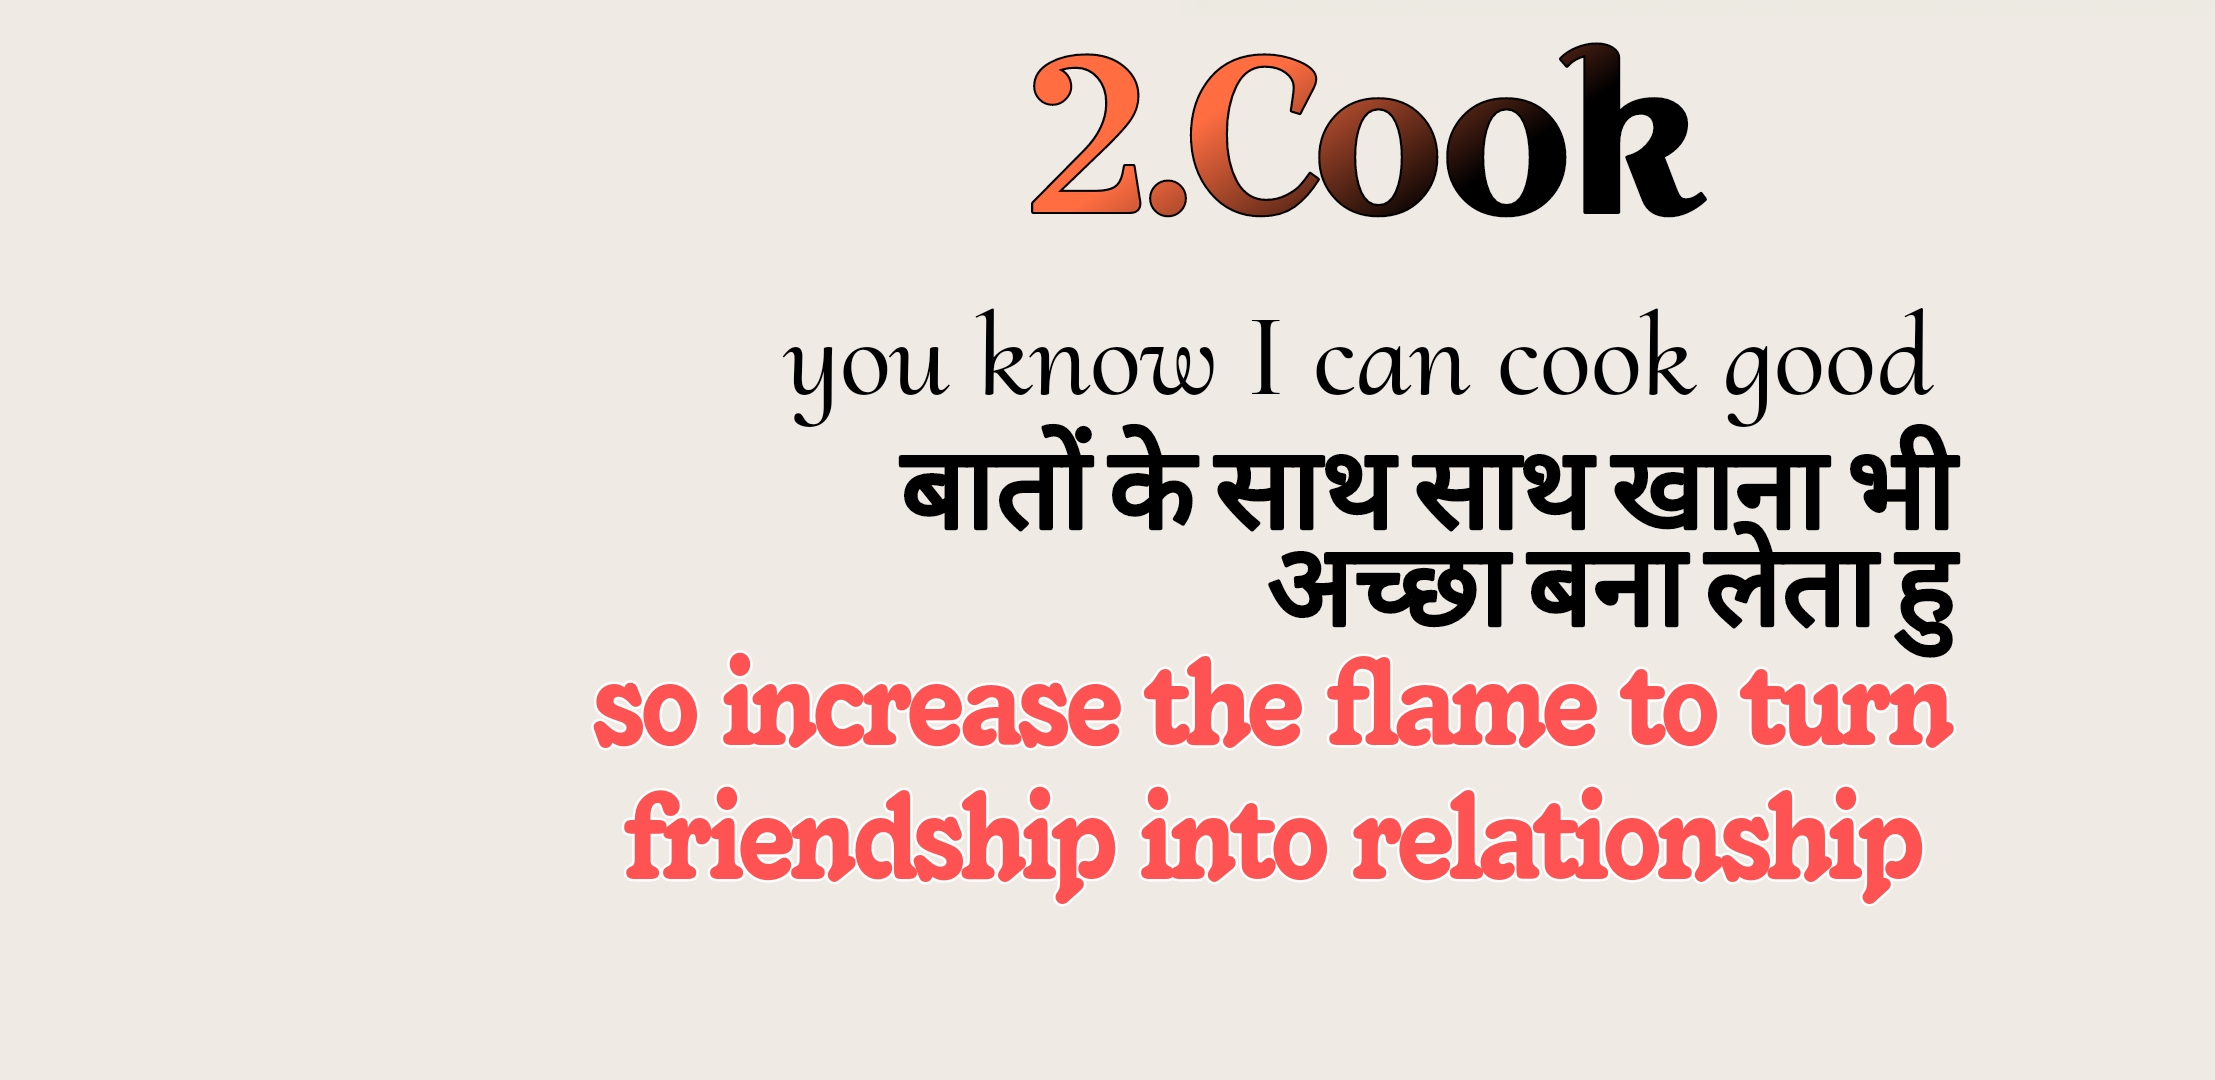 2.Cook
you know I can cook good
बातों के साथ साथ खाना भी
अच्छा बना लेता हु
so increase the flame to turn
friendship into relationship